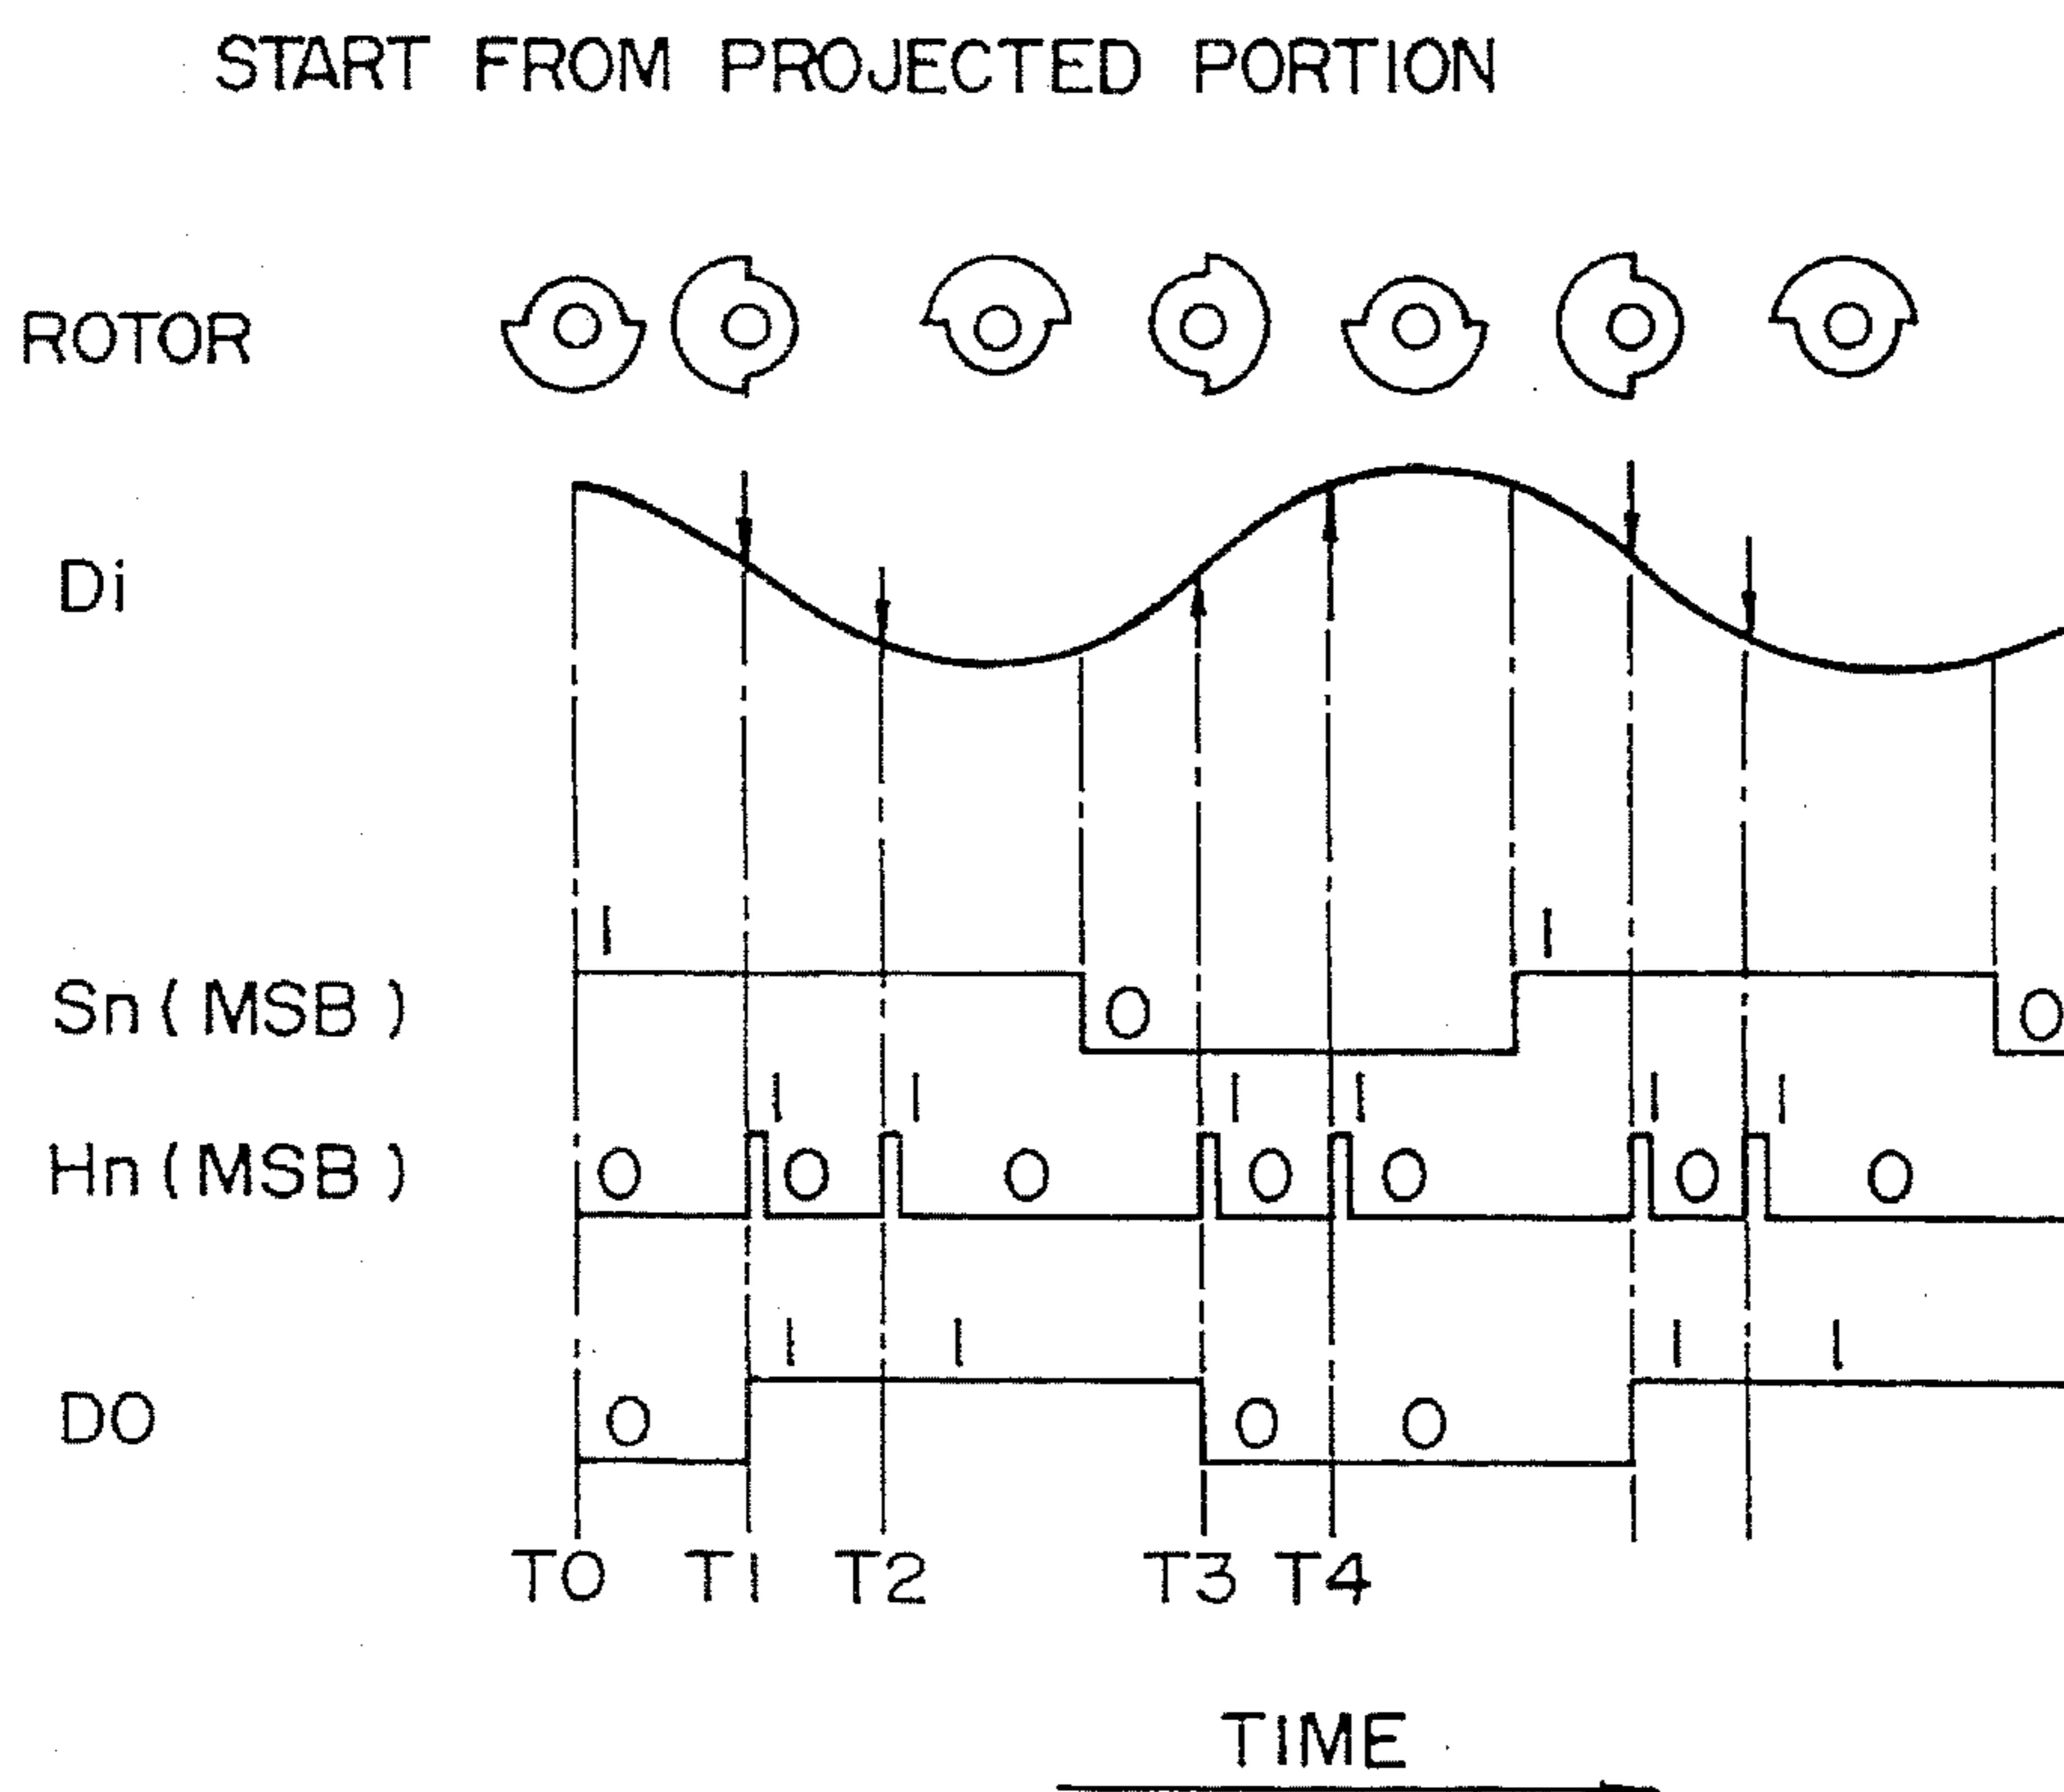 START FROM PROJECTED PORTION
ROTOR
Di
1 1
Sn(MSB) 0 0
1 1 1 1 1 1
Hn(MSB) 0 0 0 0 0 0 0
1 1 1 1
DO 0 0 0
T0 T1 T2 T3 T4
TIME